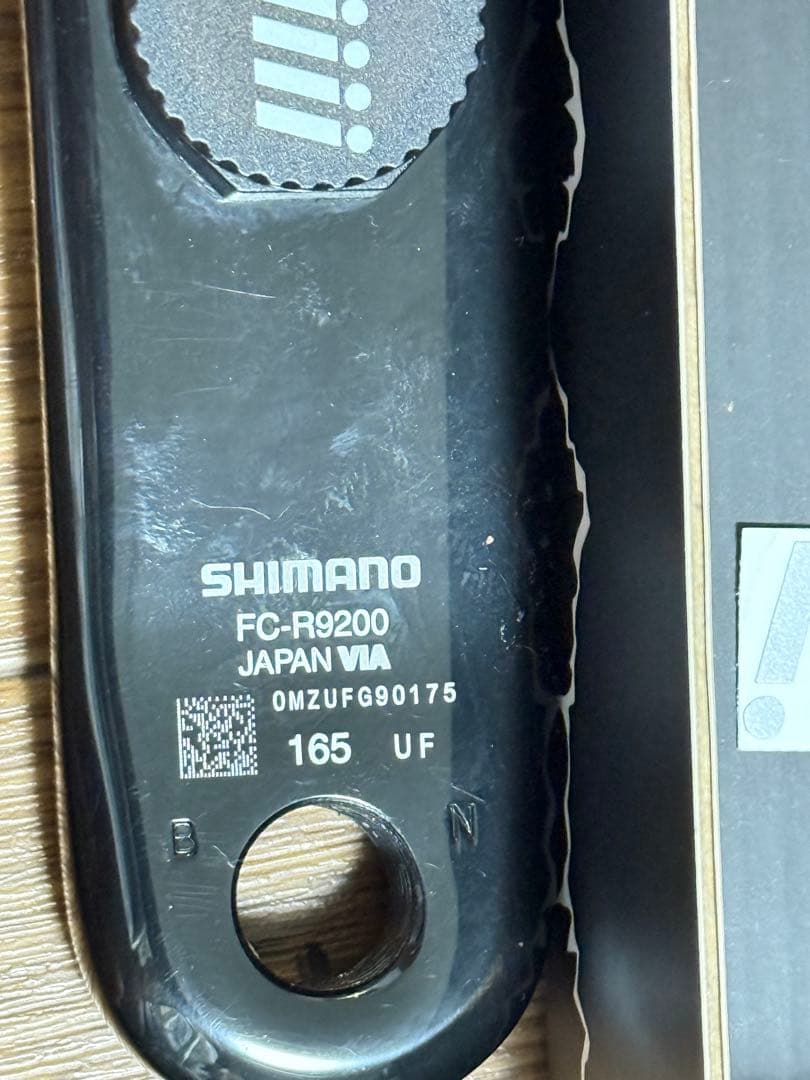 SHIMANO
FC-R9200
JAPAN VIA
0MZUFG90175
165 UF
B N